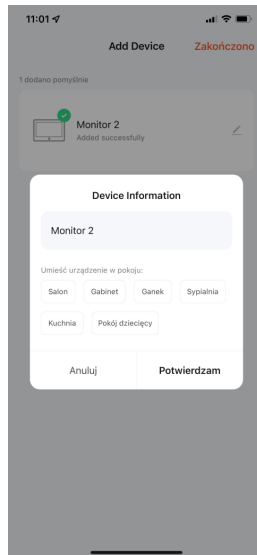 11:01
Add Device
Zakończono
1 dodano pomyślnie
Monitor 2
Added successfully
Device Information
Monitor 2
Umieść urządzenie w pokoju:
Salon Gabinet Ganek Sypialnia
Kuchnia Pokój dziecięcy
Anuluj Potwierdzam